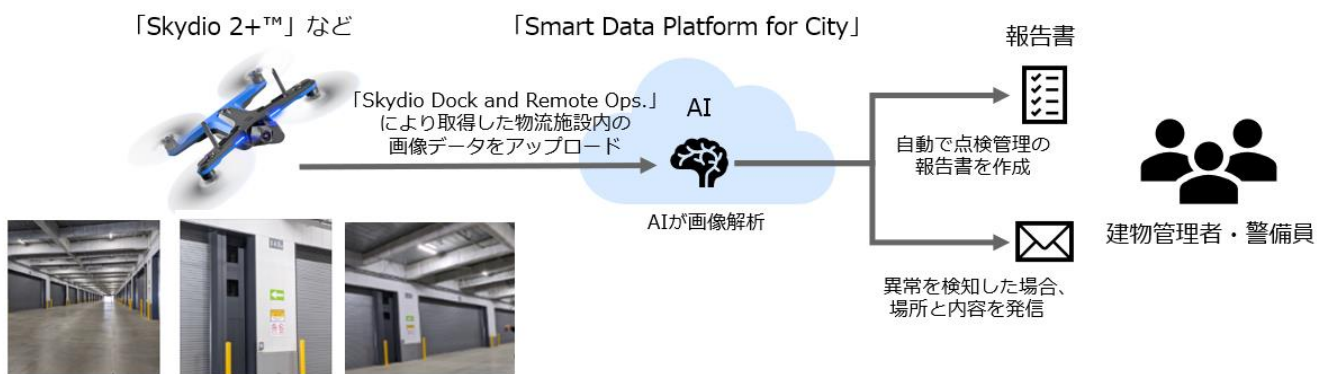 「Skydio 2+™」など
「Smart Data Platform for City」
報告書
「Skydio Dock and Remote Ops.」
により取得した物流施設内の
画像データをアップロード
AI
AIが画像解析
自動で点検管理の
報告書を作成
異常を検知した場合、
場所と内容を発信
建物管理者・警備員